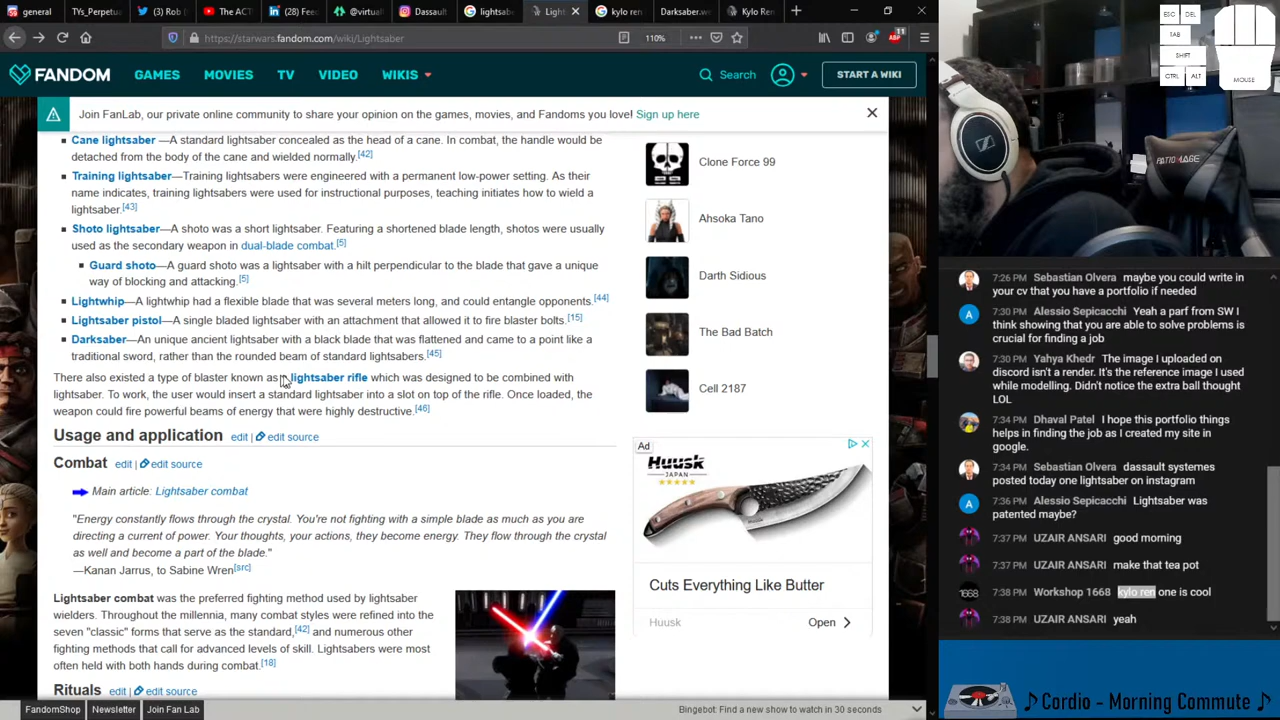 general
TYs_Perpetua
(3) Rob (
The ACT
(28) Fee
@virtual
Dassault
lightsabe
Light
kylo ren
Darksaber.w
Kylo Ren
https://starwars.fandom.com/wiki/Lightsaber
110%
11
ABP
FANDOM
GAMES
MOVIES
TV
VIDEO
WIKIS
Search
START A WIKI
Join FanLab, our private online community to share your opinion on the games, movies, and Fandoms you love! Sign up here
Cane lightsaber —A standard lightsaber concealed as the head of a cane. In combat, the handle would be
detached from the body of the cane and wielded normally.[42]
Training lightsaber—Training lightsabers were engineered with a permanent low-power setting. As their
name indicates, training lightsabers were used for instructional purposes, teaching initiates how to wield a
lightsaber.[43]
Shoto lightsaber—A shoto was a short lightsaber. Featuring a shortened blade length, shotos were usually
used as the secondary weapon in dual-blade combat.[5]
Guard shoto—A guard shoto was a lightsaber with a hilt perpendicular to the blade that gave a unique
way of blocking and attacking.[5]
Lightwhip—A lightwhip had a flexible blade that was several meters long, and could entangle opponents.[44]
Lightsaber pistol—A single bladed lightsaber with an attachment that allowed it to fire blaster bolts.[15]
Darksaber—An unique ancient lightsaber with a black blade that was flattened and came to a point like a
traditional sword, rather than the rounded beam of standard lightsabers.[45]
There also existed a type of blaster known as lightsaber rifle which was designed to be combined with
lightsaber. To work, the user would insert a standard lightsaber into a slot on top of the rifle. Once loaded, the
weapon could fire powerful beams of energy that were highly destructive.[46]
Usage and application edit edit source
Combat edit edit source
Main article: Lightsaber combat
"Energy constantly flows through the crystal. You're not fighting with a simple blade as much as you are
directing a current of power. Your thoughts, your actions, they become energy. They flow through the crystal
as well and become a part of the blade."
—Kanan Jarrus, to Sabine Wren[src]
Lightsaber combat was the preferred fighting method used by lightsaber
wielders. Throughout the millennia, many combat styles were refined into the
seven "classic" forms that serve as the standard,[42] and numerous other
fighting methods that call for advanced levels of skill. Lightsabers were most
often held with both hands during combat.[18]
Rituals edit edit source
Clone Force 99
Ahsoka Tano
Darth Sidious
The Bad Batch
Cell 2187
Ad
Huusk
JAPAN
Cuts Everything Like Butter
Huusk
Open
FandomShop
Newsletter
Join Fan Lab
Bingebot: Find a new show to watch in 30 seconds
ESC
DEL
TAB
SHIFT
CTRL
ALT
MOUSE
7:26 PM Sebastian Olvera maybe you could write in
your cv that you have a portfolio if needed
7:30 PM Alessio Sepicacchi Yeah a parf from SW I
think showing that you are able to solve problems is
crucial for finding a job
7:30 PM Yahya Khedr The image I uploaded on
discord isn't a render. It's the reference image I used
while modelling. Didn't notice the extra ball thought
LOL
7:34 PM Dhaval Patel I hope this portfolio things
helps in finding the job as I created my site in
google.
7:34 PM Sebastian Olvera dassault systemes
posted today one lightsaber on instagram
7:36 PM Alessio Sepicacchi Lightsaber was
patented maybe?
7:37 PM UZAIR ANSARI good morning
7:37 PM UZAIR ANSARI make that tea pot
7:38 PM Workshop 1668 kylo ren one is cool
7:38 PM UZAIR ANSARI yeah
♪ Cordio - Morning Commute ♪